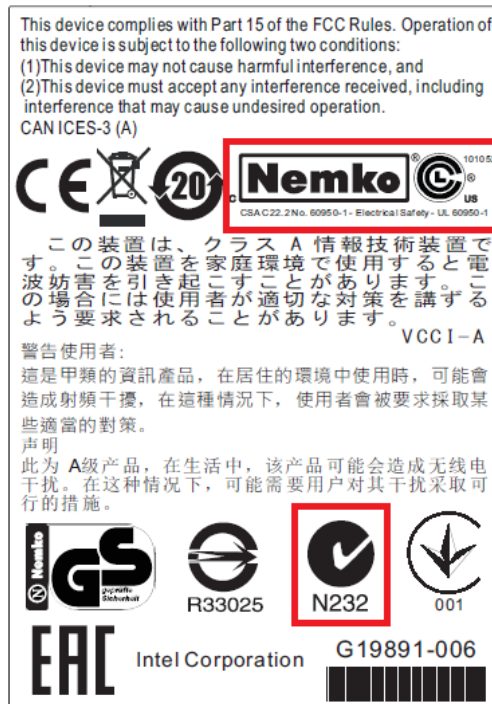 This device complies with Part 15 of the FCC Rules. Operation of
this device is subject to the following two conditions:
(1)This device may not cause harmful interference, and
(2)This device must accept any interference received, including
interference that may cause undesired operation.
CAN ICES-3 (A)
CE 20 C Nemko ® C L ® 10105 US
CSA C22.2 No. 60950-1 - Electrical Safety - UL 60950-1
この装置は、クラス A 情報技術装置で
す。この装置を家庭環境で使用すると電
波妨害を引き起こすことがあります。こ
の場合には使用者が適切な対策を講ずる
よう要求されることがあります。
VCCI-A
警告使用者:
這是甲類的資訊產品，在居住的環境中使用時，可能會
造成射頻干擾，在這種情況下，使用者會被要求採取某
些適當的對策。
声明
此为 A级产品，在生活中，该产品可能会造成无线电
干扰。在这种情况下，可能需要用户对其干扰采取可
行的措施。
N Nemko GS geprüfte Sicherheit
R33025 N232 001
EAC Intel Corporation G19891-006